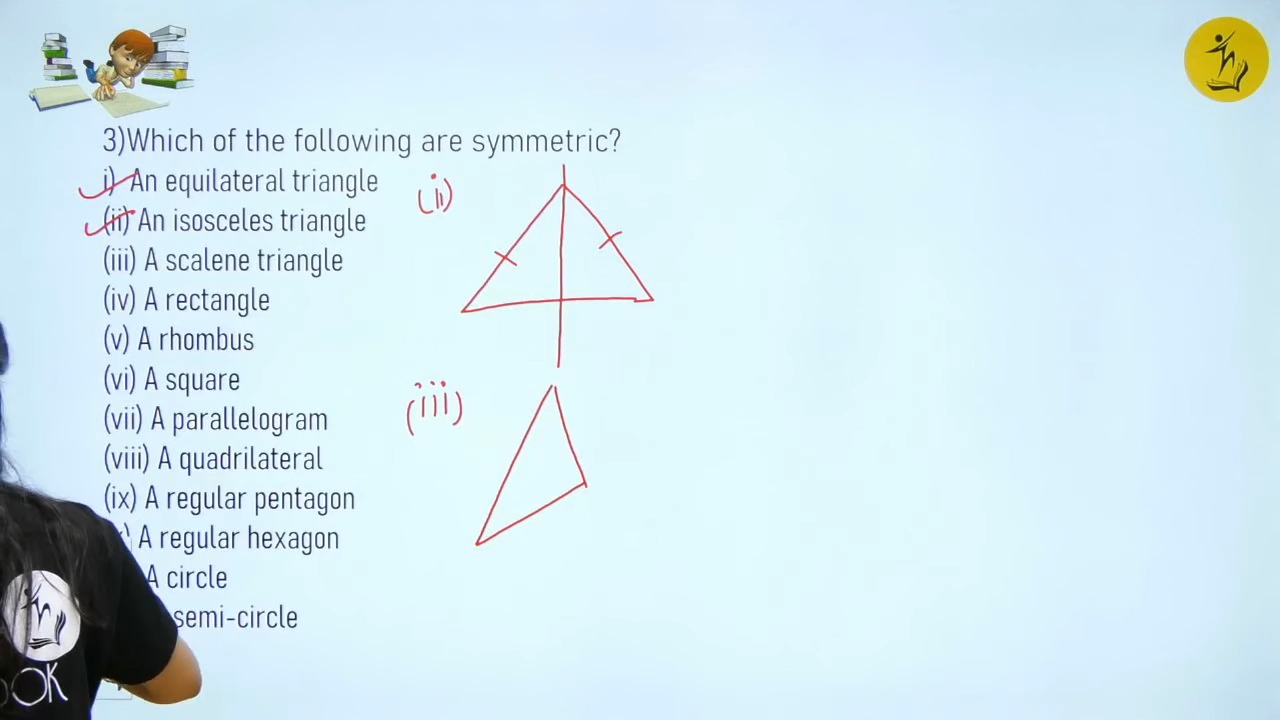 3)Which of the following are symmetric?
i) An equilateral triangle
(ii) An isosceles triangle
(iii) A scalene triangle
(iv) A rectangle
(v) A rhombus
(vi) A square
(vii) A parallelogram
(viii) A quadrilateral
(ix) A regular pentagon
A regular hexagon
A circle
semi-circle
(ii)
(iii)
OK